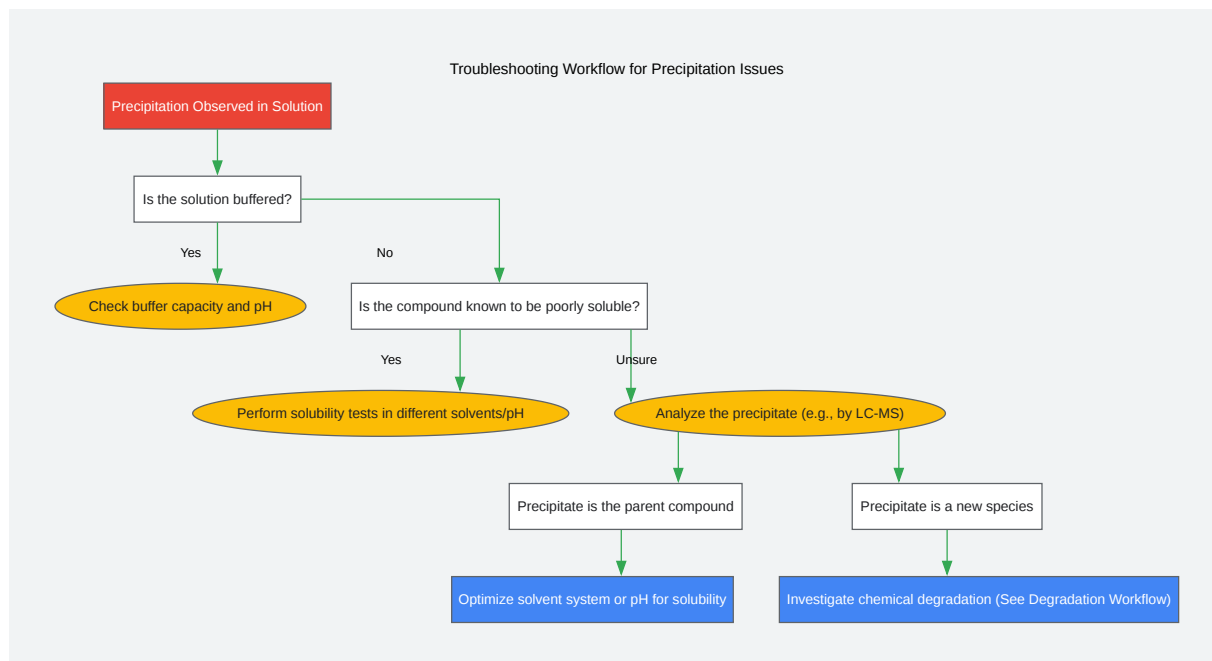 Troubleshooting Workflow for Precipitation Issues
Precipitation Observed in Solution
Is the solution buffered?
Yes
No
Check buffer capacity and pH
Is the compound known to be poorly soluble?
Yes
Unsure
Perform solubility tests in different solvents/pH
Analyze the precipitate (e.g., by LC-MS)
Precipitate is the parent compound
Precipitate is a new species
Optimize solvent system or pH for solubility
Investigate chemical degradation (See Degradation Workflow)